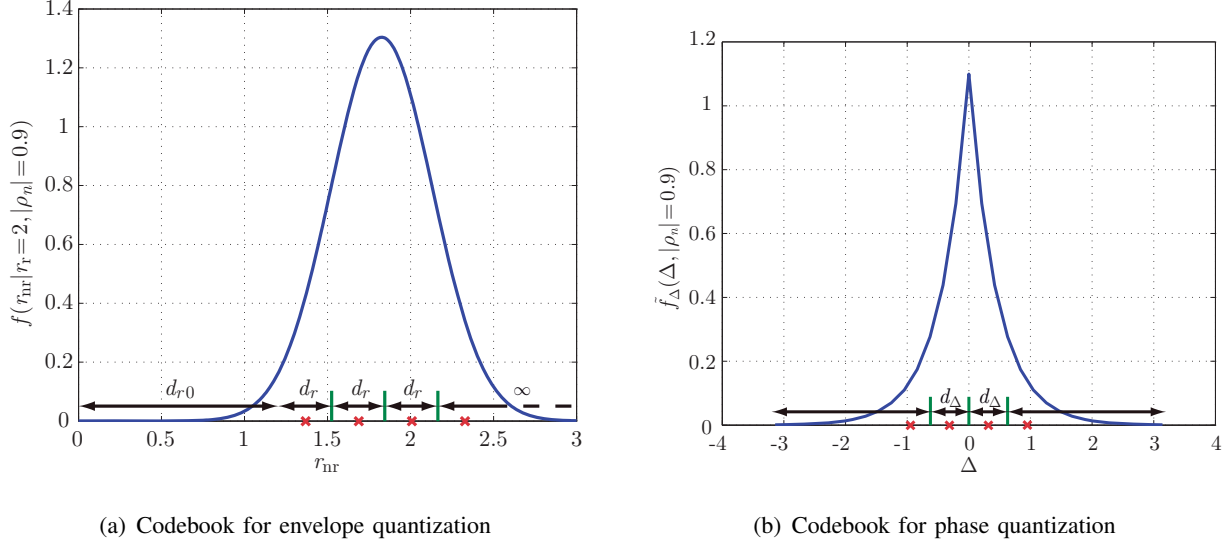 1.4
1.2
1
0.8
0.6
0.4
0.2
0
0
0.5
1
1.5
2
2.5
3
f(r_nr|r_r=2,|ρ_n|=0.9)
d_r0
d_r
d_r
d_r
∞
r_nr
(a) Codebook for envelope quantization
1.2
1
0.8
0.6
0.4
0.2
0
-4
-3
-2
-1
0
1
2
3
4
f̃_Δ(Δ,|ρ_n|=0.9)
d_Δ
d_Δ
Δ
(b) Codebook for phase quantization